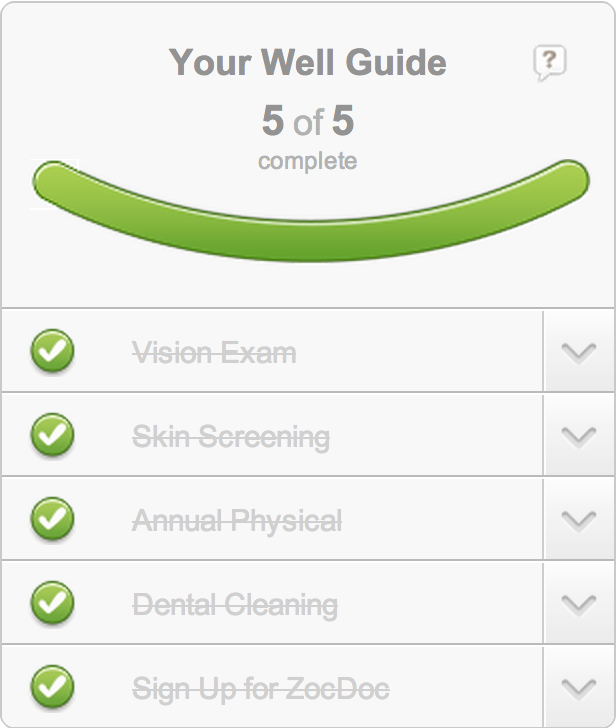 Your Well Guide
?
5 of 5
complete
Vision Exam
Skin Screening
Annual Physical
Dental Cleaning
Sign Up for ZocDoc